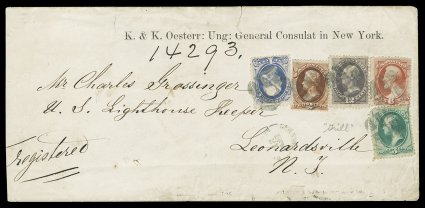 K. & K. Oesterr: Ung: General Consulat in New York.
14293.
Mr Charles Grossinger
U. S. Lighthouse Keeper
Leonardsville
N. J.
Registered